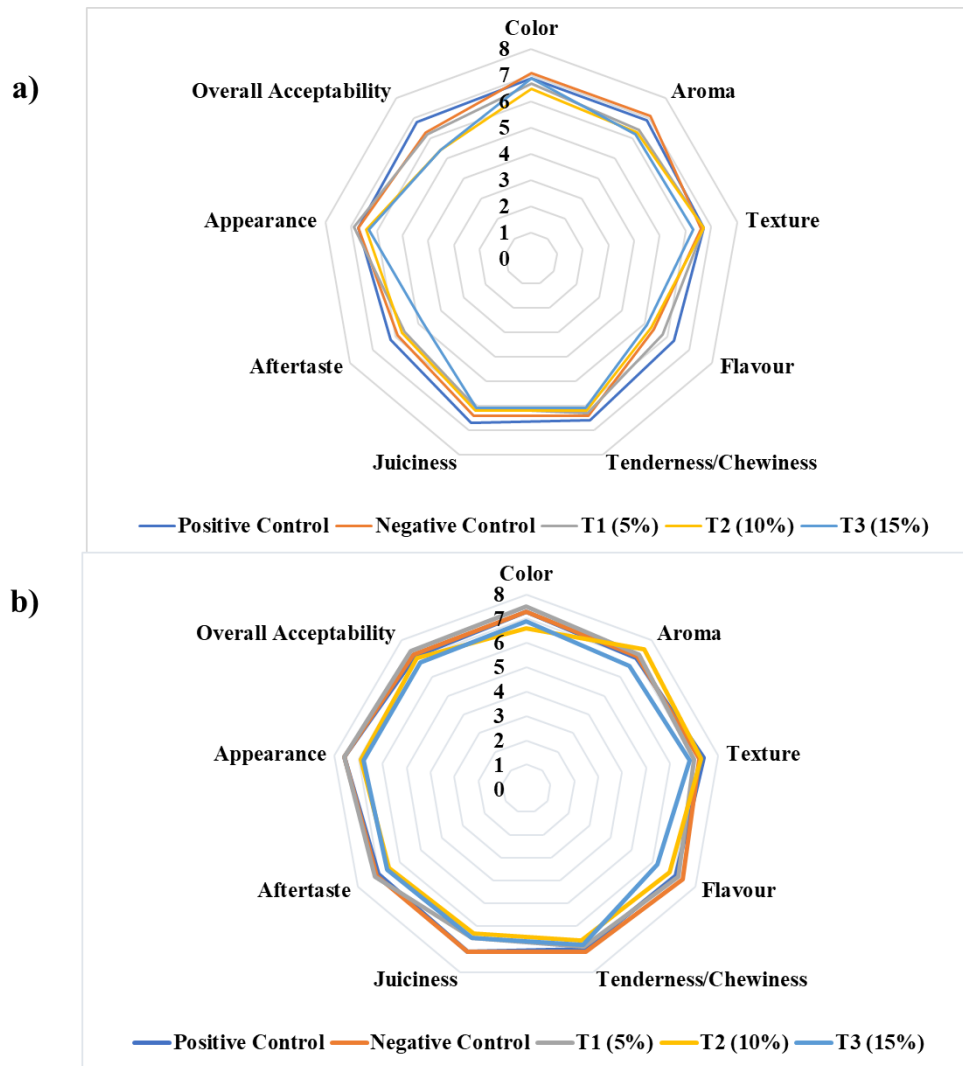 a)
Color
8
7
6
5
4
3
2
1
0
Overall Acceptability
Aroma
Appearance
Texture
Aftertaste
Flavour
Juiciness
Tenderness/Chewiness
Positive Control Negative Control T1 (5%) T2 (10%) T3 (15%)
b)
Color
8
7
6
5
4
3
2
1
0
Overall Acceptability
Aroma
Appearance
Texture
Aftertaste
Flavour
Juiciness
Tenderness/Chewiness
Positive Control Negative Control T1 (5%) T2 (10%) T3 (15%)